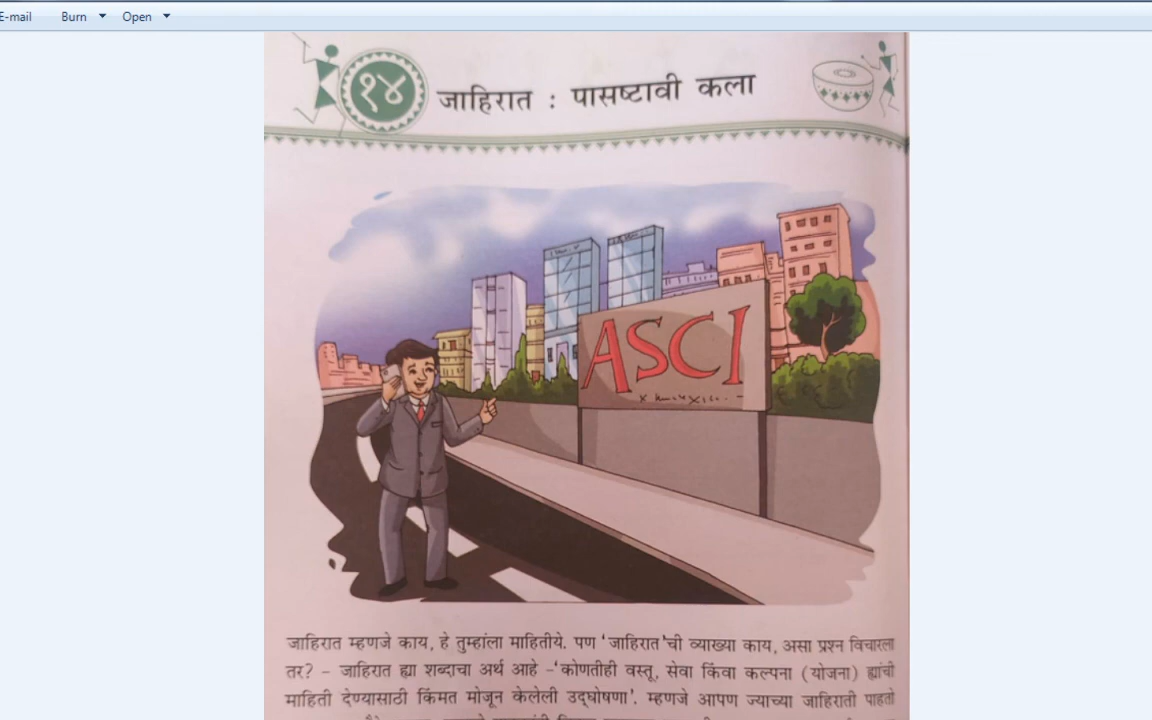 E-mail Burn Open
१४
जाहिरात : पासष्टावी कला
ASCI
जाहिरात म्हणजे काय, हे तुम्हांला माहितीये. पण 'जाहिरात'ची व्याख्या काय, असा प्रश्न विचारला
तर? - जाहिरात ह्या शब्दाचा अर्थ आहे -'कोणतीही वस्तू, सेवा किंवा कल्पना (योजना) ह्यांची
माहिती देण्यासाठी किंमत मोजून केलेली उद्घोषणा'. म्हणजे आपण ज्याच्या जाहिराती पाहतो